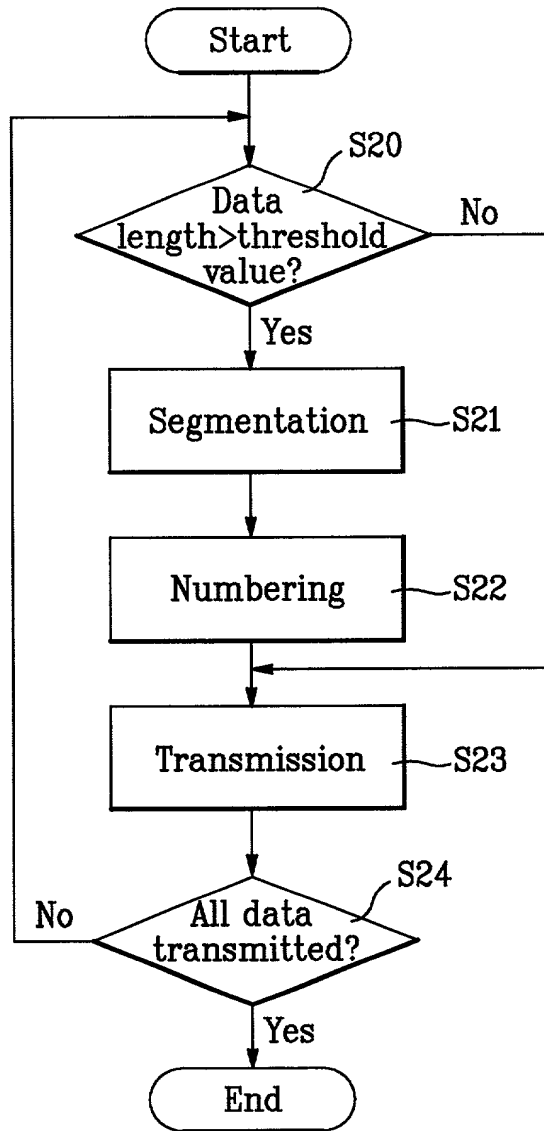 Start
S20
Data
length>threshold
value?
No
Yes
Segmentation
S21
Numbering
S22
Transmission
S23
S24
No
All data
transmitted?
Yes
End